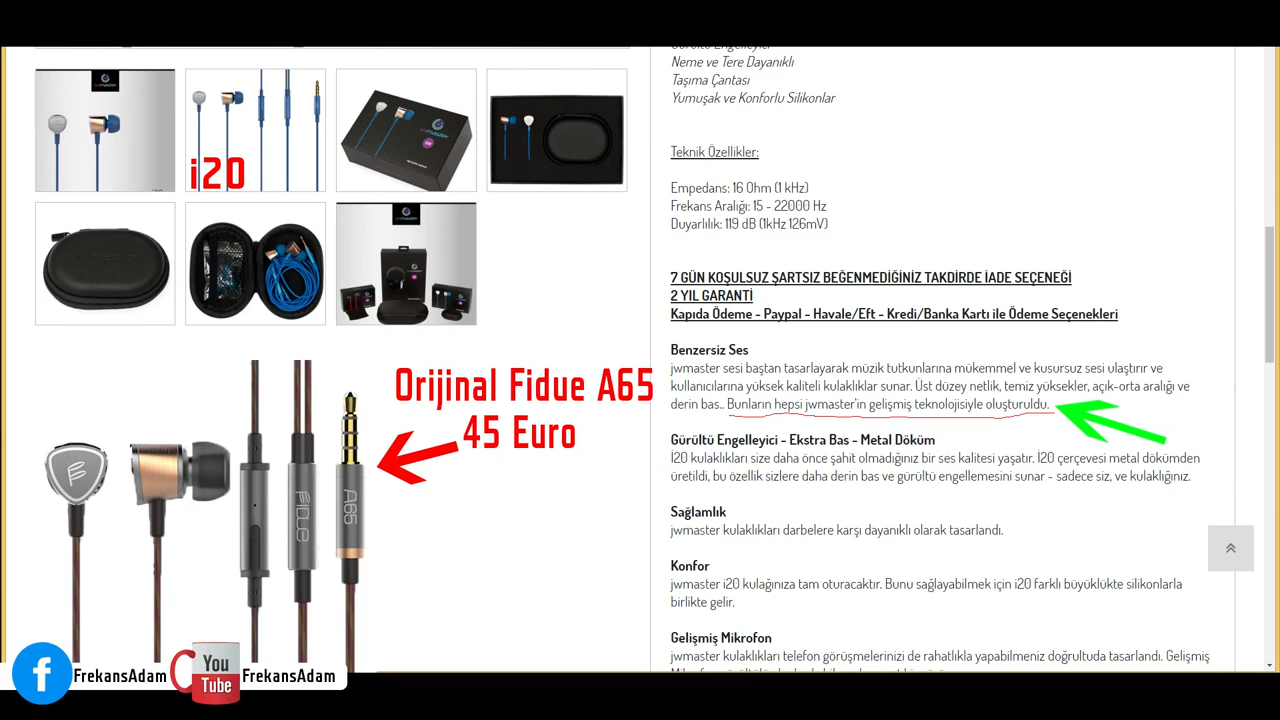 i20
Orijinal Fidue A65
45 Euro
FIDUE
A65
FrekansAdam
You
Tube
FrekansAdam
Gürültü Engelleyici
Neme ve Tere Dayanıklı
Taşıma Çantası
Yumuşak ve Konforlu Silikonlar
Teknik Özellikler:
Empedans: 16 Ohm (1 kHz)
Frekans Aralığı: 15 - 22000 Hz
Duyarlılık: 119 dB (1kHz 126mV)
7 GÜN KOŞULSUZ ŞARTSIZ BEĞENMEDİĞİNİZ TAKDİRDE İADE SEÇENEĞİ
2 YIL GARANTİ
Kapıda Ödeme - Paypal - Havale/Eft - Kredi/Banka Kartı ile Ödeme Seçenekleri
Benzersiz Ses
jwmaster sesi baştan tasarlayarak müzik tutkunlarına mükemmel ve kusursuz sesi ulaştırır ve
kullanıcılarına yüksek kaliteli kulaklıklar sunar. Üst düzey netlik, temiz yüksekler, açık-orta aralığı ve
derin bas.. Bunların hepsi jwmaster'in gelişmiş teknolojisiyle oluşturuldu.
Gürültü Engelleyici - Ekstra Bas - Metal Döküm
İ20 kulaklıkları size daha önce şahit olmadığınız bir ses kalitesi yaşatır. İ20 çerçevesi metal dökümden
üretildi, bu özellik sizlere daha derin bas ve gürültü engellemesini sunar - sadece siz, ve kulaklığınız.
Sağlamlık
jwmaster kulaklıkları darbelere karşı dayanıklı olarak tasarlandı.
Konfor
jwmaster i20 kulağınıza tam oturacaktır. Bunu sağlayabilmek için i20 farklı büyüklükte silikonlarla
birlikte gelir.
Gelişmiş Mikrofon
jwmaster kulaklıkları telefon görüşmelerinizi de rahatlıkla yapabilmeniz doğrultuda tasarlandı. Gelişmiş